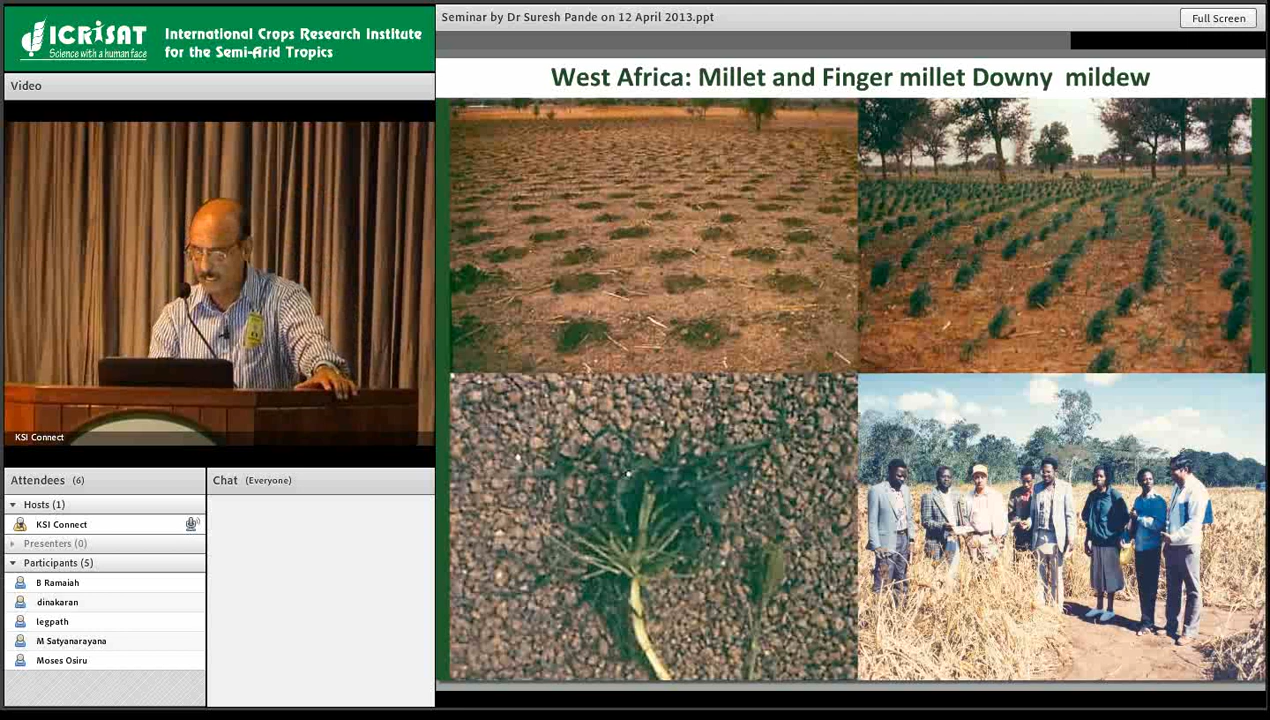 ICRISAT
Science with a human face
International Crops Research Institute
for the Semi-Arid Tropics
Seminar by Dr Suresh Pande on 12 April 2013.ppt
Full Screen
Video
West Africa: Millet and Finger millet Downy mildew
KSI Connect
Attendees (6)
Hosts (1)
KSI Connect
Presenters (0)
Participants (5)
B Ramaiah
dinakaran
legpath
M Satyanarayana
Moses Osiru
Chat (Everyone)